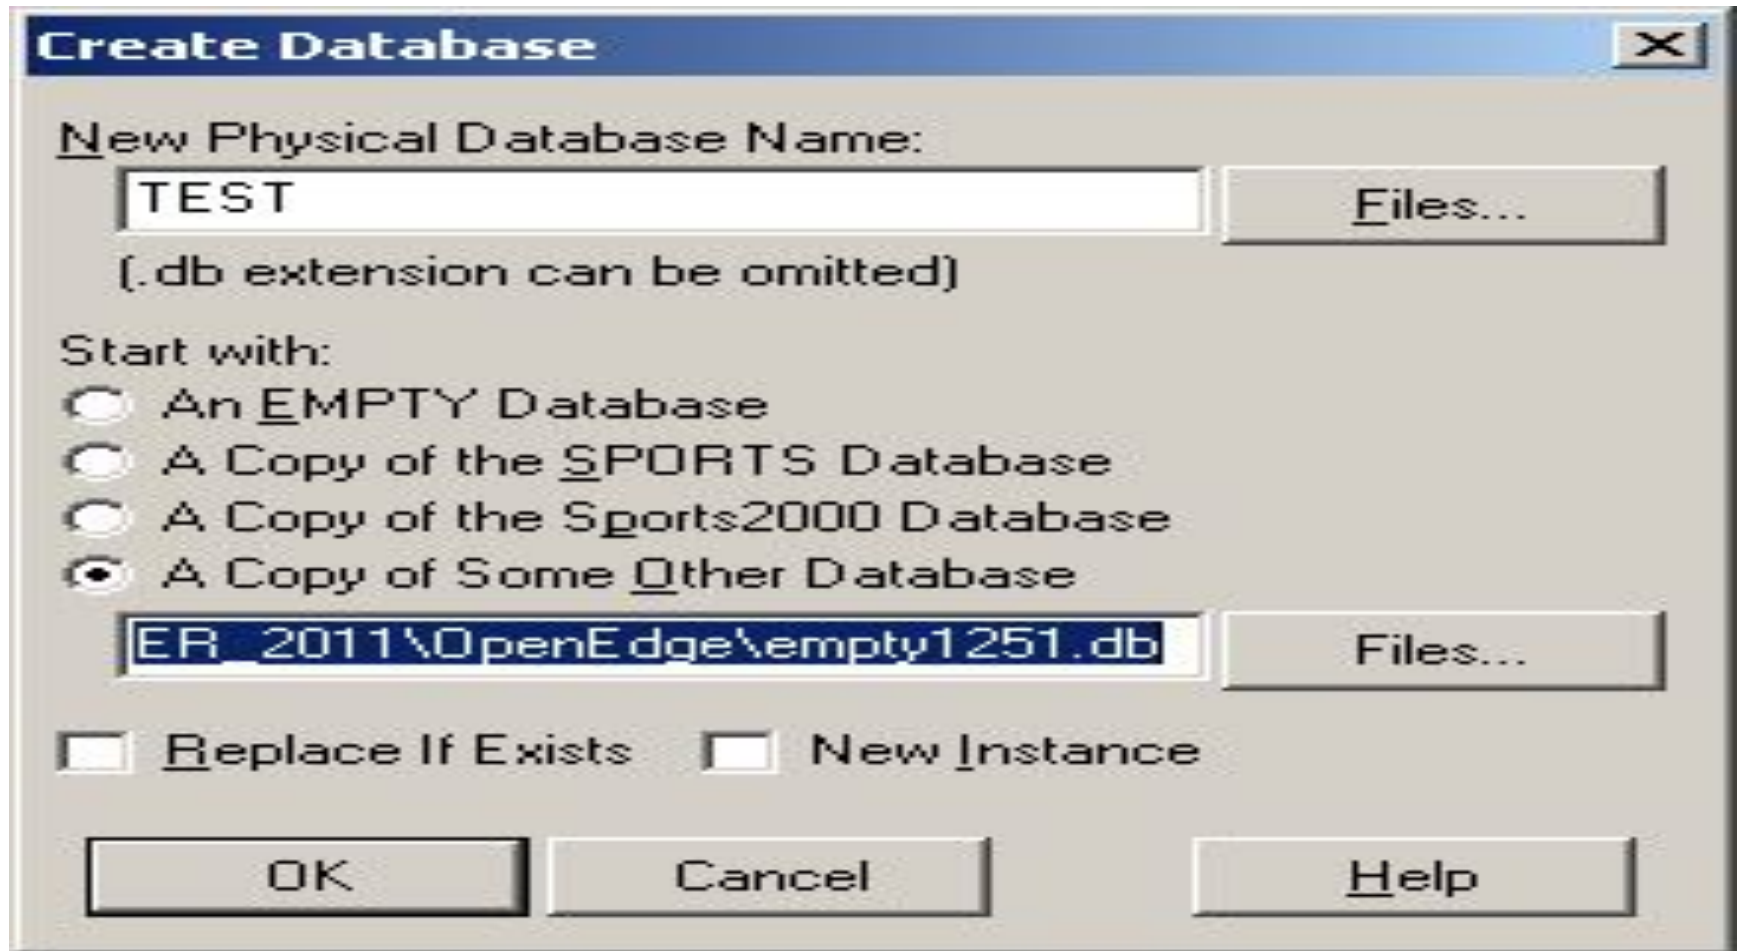 Create Database
New Physical Database Name:
TEST
Files...
(.db extension can be omitted)
Start with:
An EMPTY Database
A Copy of the SPORTS Database
A Copy of the Sports2000 Database
A Copy of Some Other Database
ER_2011\OpenEdge\empty1251.db
Files...
Replace If Exists New Instance
OK Cancel Help